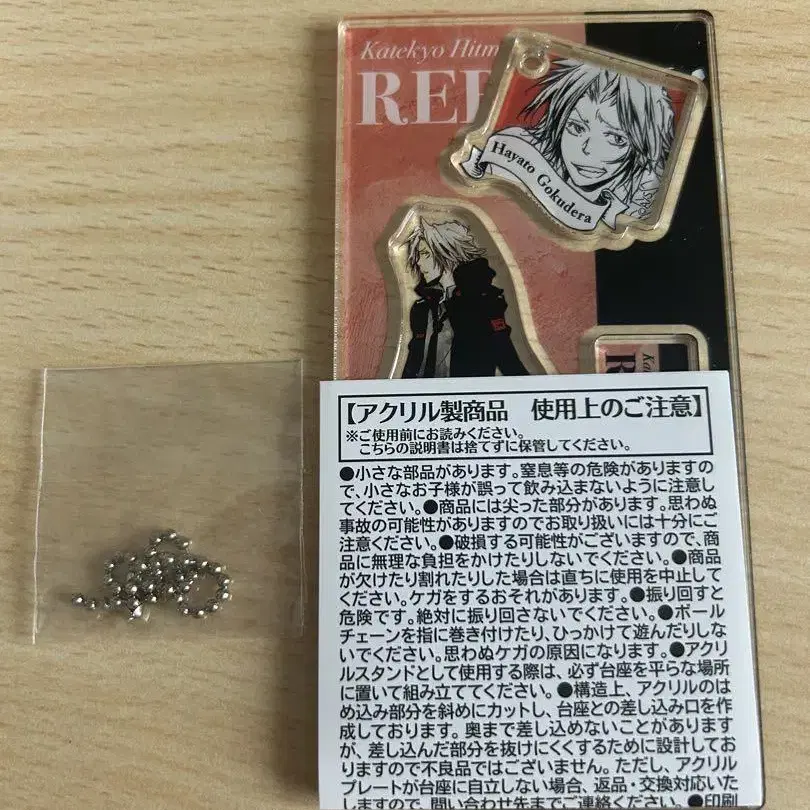 Katekyo Hitm
RE
Hayato Gokudera
【アクリル製商品　使用上のご注意】
※ご使用前にお読みください。
こちらの説明書は捨てずに保管してください。
●小さな部品があります。窒息等の危険がありますの
で、小さなお子様が誤って飲み込まないように注意し
てください。●商品には尖った部分があります。思わぬ
事故の可能性がありますのでお取り扱いには十分にご
注意ください。●破損する可能性がございますので、商
品に無理な負担をかけたりしないでください。●商品
が欠けたり割れたりした場合は直ちに使用を中止して
ください。ケガをするおそれがあります。●振り回すと
危険です。絶対に振り回さないでください。●ボール
チェーンを指に巻き付けたり、ひっかけて遊んだりしな
いでください。思わぬケガの原因になります。●アクリ
ルスタンドとして使用する際は、必ず台座を平らな場所
に置いて組み立ててください。●構造上、アクリルのは
め込み部分を斜めにカットし、台座との差し込み口を作
成しております。奥まで差し込めないことがあります
が、差し込んだ部分を抜けにくくするために設計してお
りますので不良品ではございません。ただし、アクリル
プレートが台座に自立しない場合、返品・交換対応いた
しますので、問い合わせ先までご連絡ください。●印刷